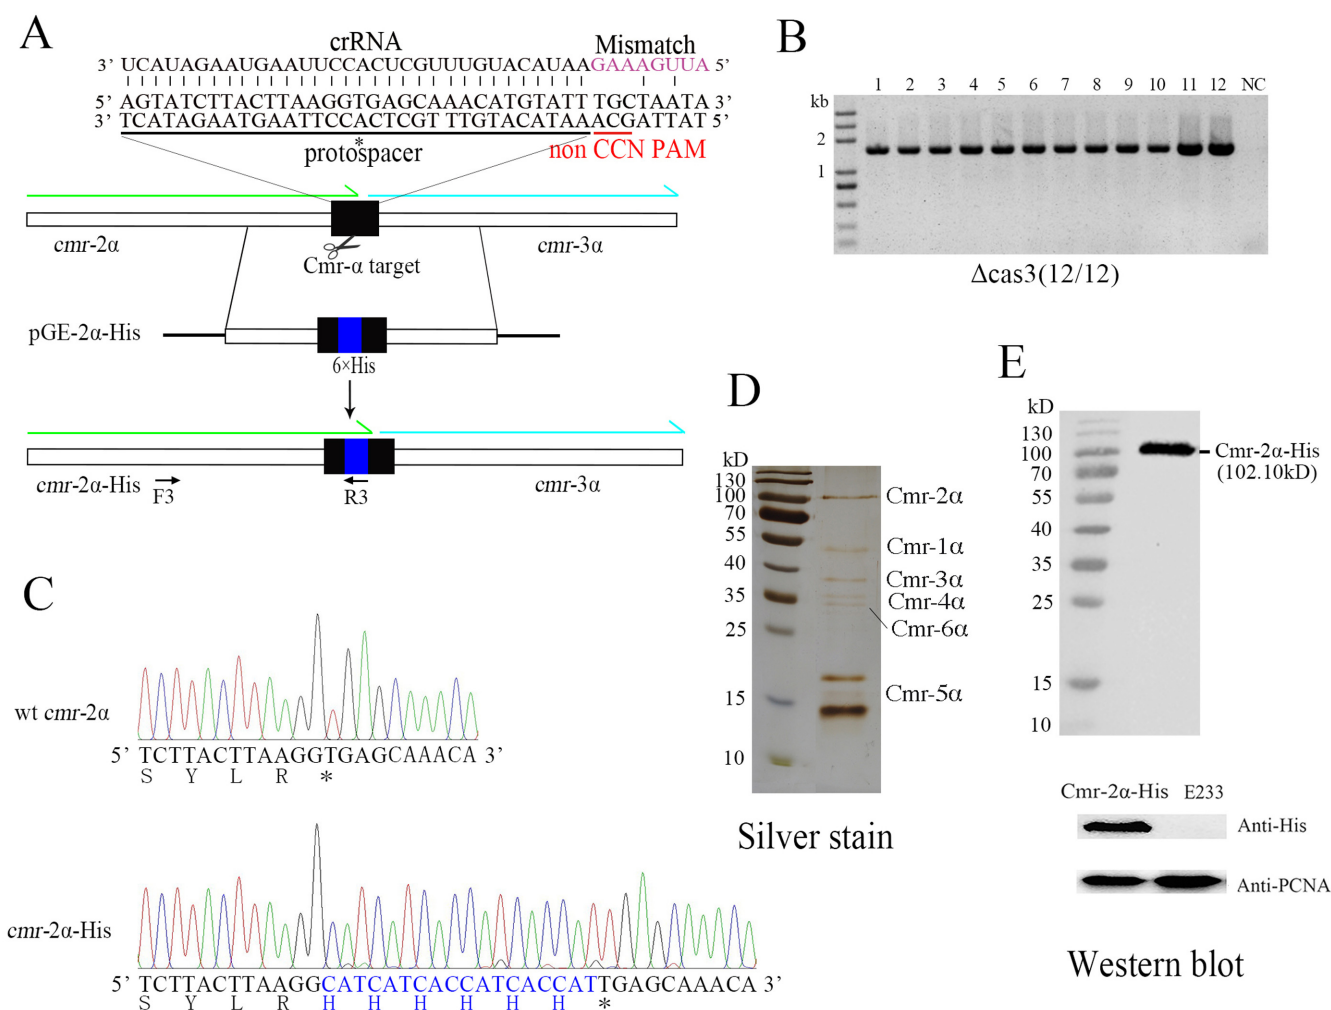 A
crRNA
Mismatch
3’ UCAUAGAAUGAAUUCCACUCGUUUGUACAUAAGAAAGUUA 5’
5’ AGTATCTTACTTAAGGTGAGCAAACATGTATTT TGCTAATA 3’
3’ TCATAGAATGAATTCCACTCGT TTGTACATAAAACGATTAT 5’
*
protospacer
non CCN PAM
cmr-2α
cmr-3α
Cmr-α target
pGE-2α-His
6×His
cmr-2α-His
F3
R3
cmr-3α
B
1 2 3 4 5 6 7 8 9 10 11 12 NC
kb
2
1
Δcas3(12/12)
C
wt cmr-2α
5’ TCTTACTTAAGGTGAGCAAACA 3’
S Y L R *
cmr-2α-His
5’ TCTTACTTAAGGCATCATCACCATCACCATTGAGCAAACA 3’
S Y L R H H H H H H *
D
kD
130
100
70
55
40
35
25
15
10
Cmr-2α
Cmr-1α
Cmr-3α
Cmr-4α
Cmr-6α
Cmr-5α
Silver stain
E
kD
130
100
70
55
40
35
25
15
10
Cmr-2α-His
(102.10kD)
Cmr-2α-His E233
Anti-His
Anti-PCNA
Western blot